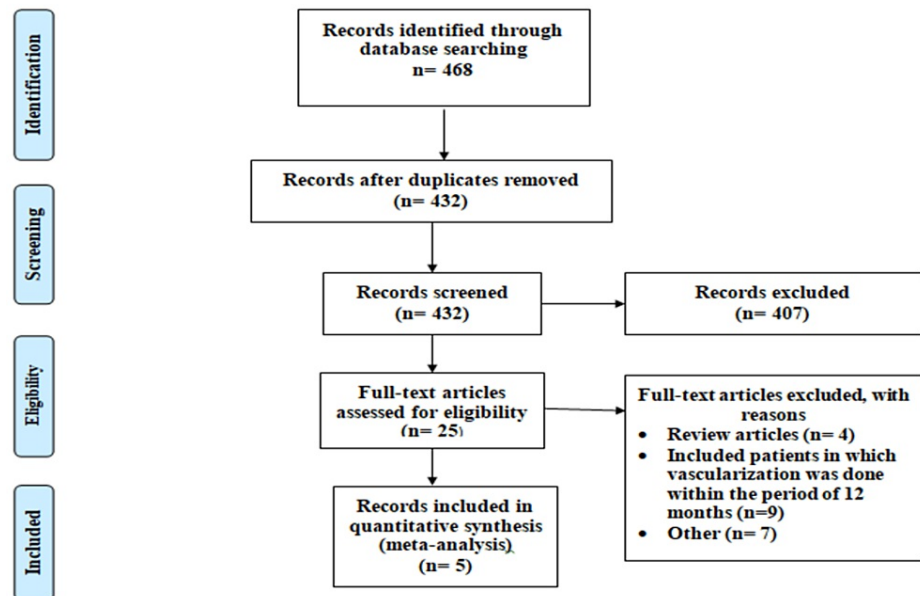 Identification
Records identified through
database searching
n= 468
Records after duplicates removed
(n= 432)
Screening
Records screened
(n= 432)
Records excluded
(n= 407)
Eligibility
Full-text articles
assessed for eligibility
(n= 25)
Full-text articles excluded, with
reasons
• Review articles (n= 4)
• Included patients in which
vascularization was done
within the period of 12
months (n=9)
• Other (n= 7)
Included
Records included in
quantitative synthesis
(meta-analysis)
(n= 5)